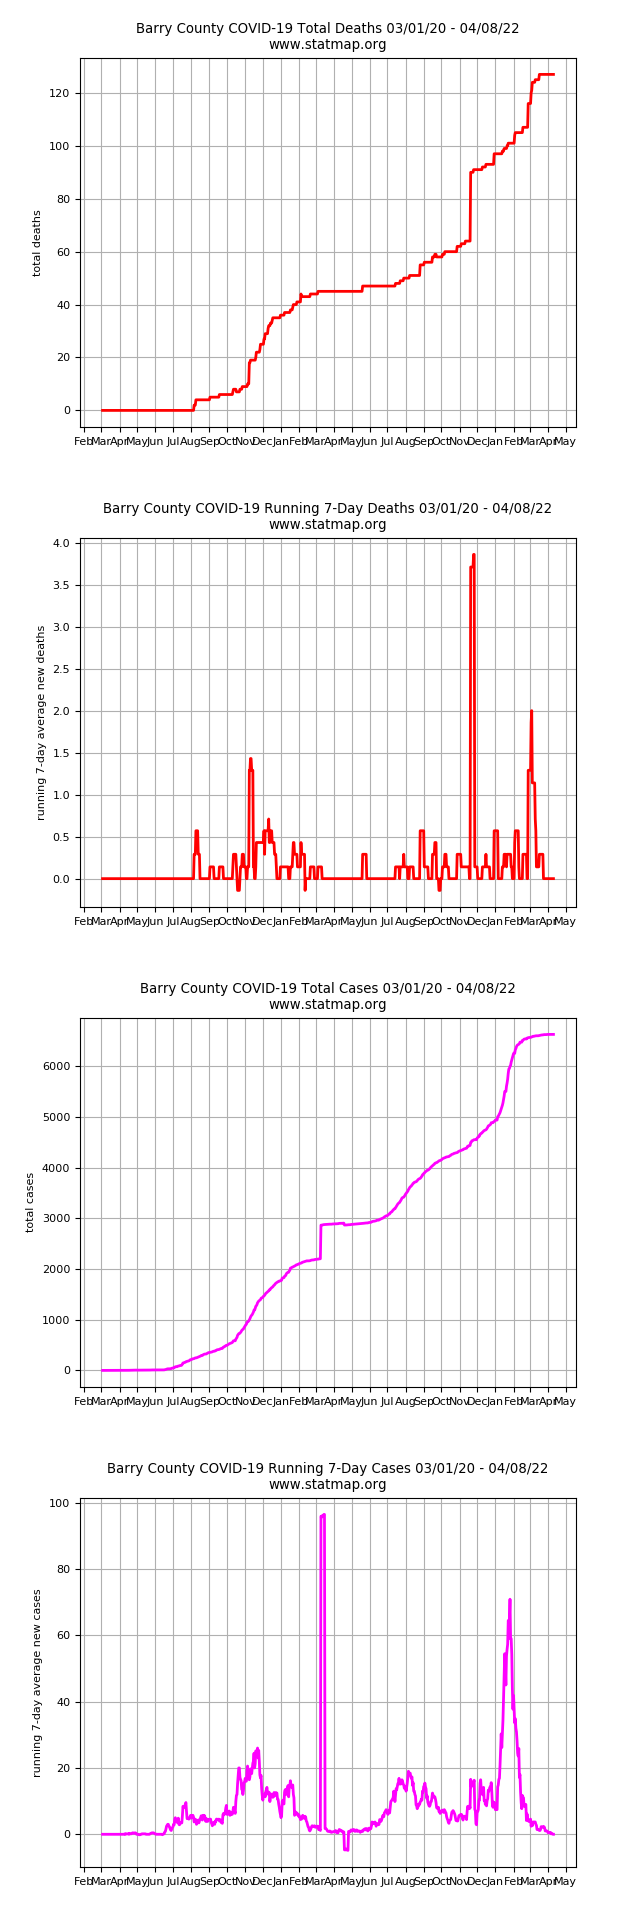 Barry County COVID-19 Total Deaths 03/01/20 - 04/08/22
www.statmap.org
120
100
80
60
40
20
0
total deaths
Feb Mar Apr May Jun Jul Aug Sep Oct Nov Dec Jan Feb Mar Apr May Jun Jul Aug Sep Oct Nov Dec Jan Feb Mar Apr May
Barry County COVID-19 Running 7-Day Deaths 03/01/20 - 04/08/22
www.statmap.org
4.0
3.5
3.0
2.5
2.0
1.5
1.0
0.5
0.0
running 7-day average new deaths
Feb Mar Apr May Jun Jul Aug Sep Oct Nov Dec Jan Feb Mar Apr May Jun Jul Aug Sep Oct Nov Dec Jan Feb Mar Apr May
Barry County COVID-19 Total Cases 03/01/20 - 04/08/22
www.statmap.org
6000
5000
4000
3000
2000
1000
0
total cases
Feb Mar Apr May Jun Jul Aug Sep Oct Nov Dec Jan Feb Mar Apr May Jun Jul Aug Sep Oct Nov Dec Jan Feb Mar Apr May
Barry County COVID-19 Running 7-Day Cases 03/01/20 - 04/08/22
www.statmap.org
100
80
60
40
20
0
running 7-day average new cases
Feb Mar Apr May Jun Jul Aug Sep Oct Nov Dec Jan Feb Mar Apr May Jun Jul Aug Sep Oct Nov Dec Jan Feb Mar Apr May